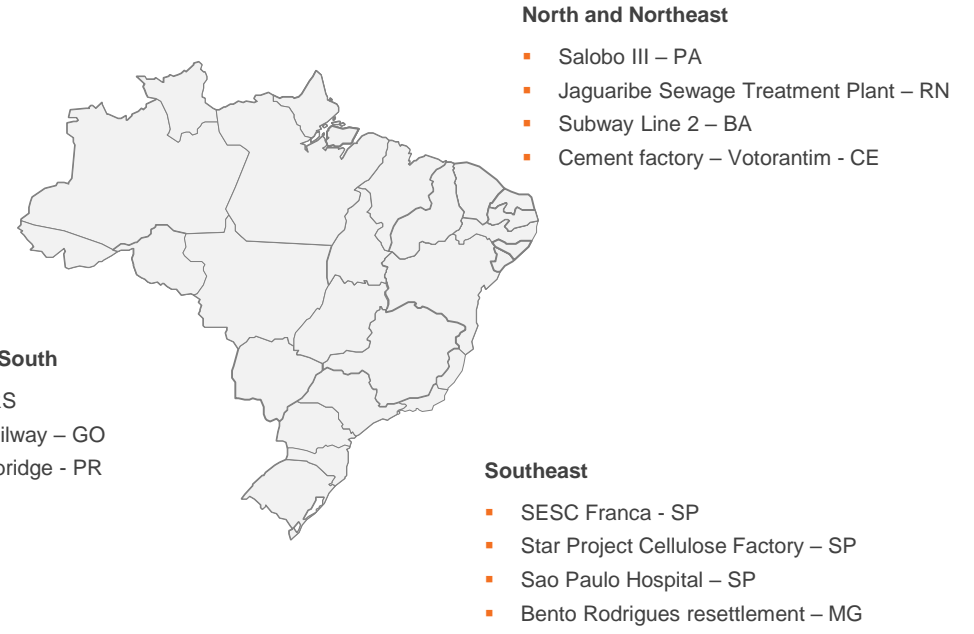 North and Northeast
▪ Salobo III – PA
▪ Jaguaribe Sewage Treatment Plant – RN
▪ Subway Line 2 – BA
▪ Cement factory – Votorantim - CE
South
– GO
- PR
Southeast
▪ SESC Franca - SP
▪ Star Project Cellulose Factory – SP
▪ Sao Paulo Hospital – SP
▪ Bento Rodrigues resettlement – MG